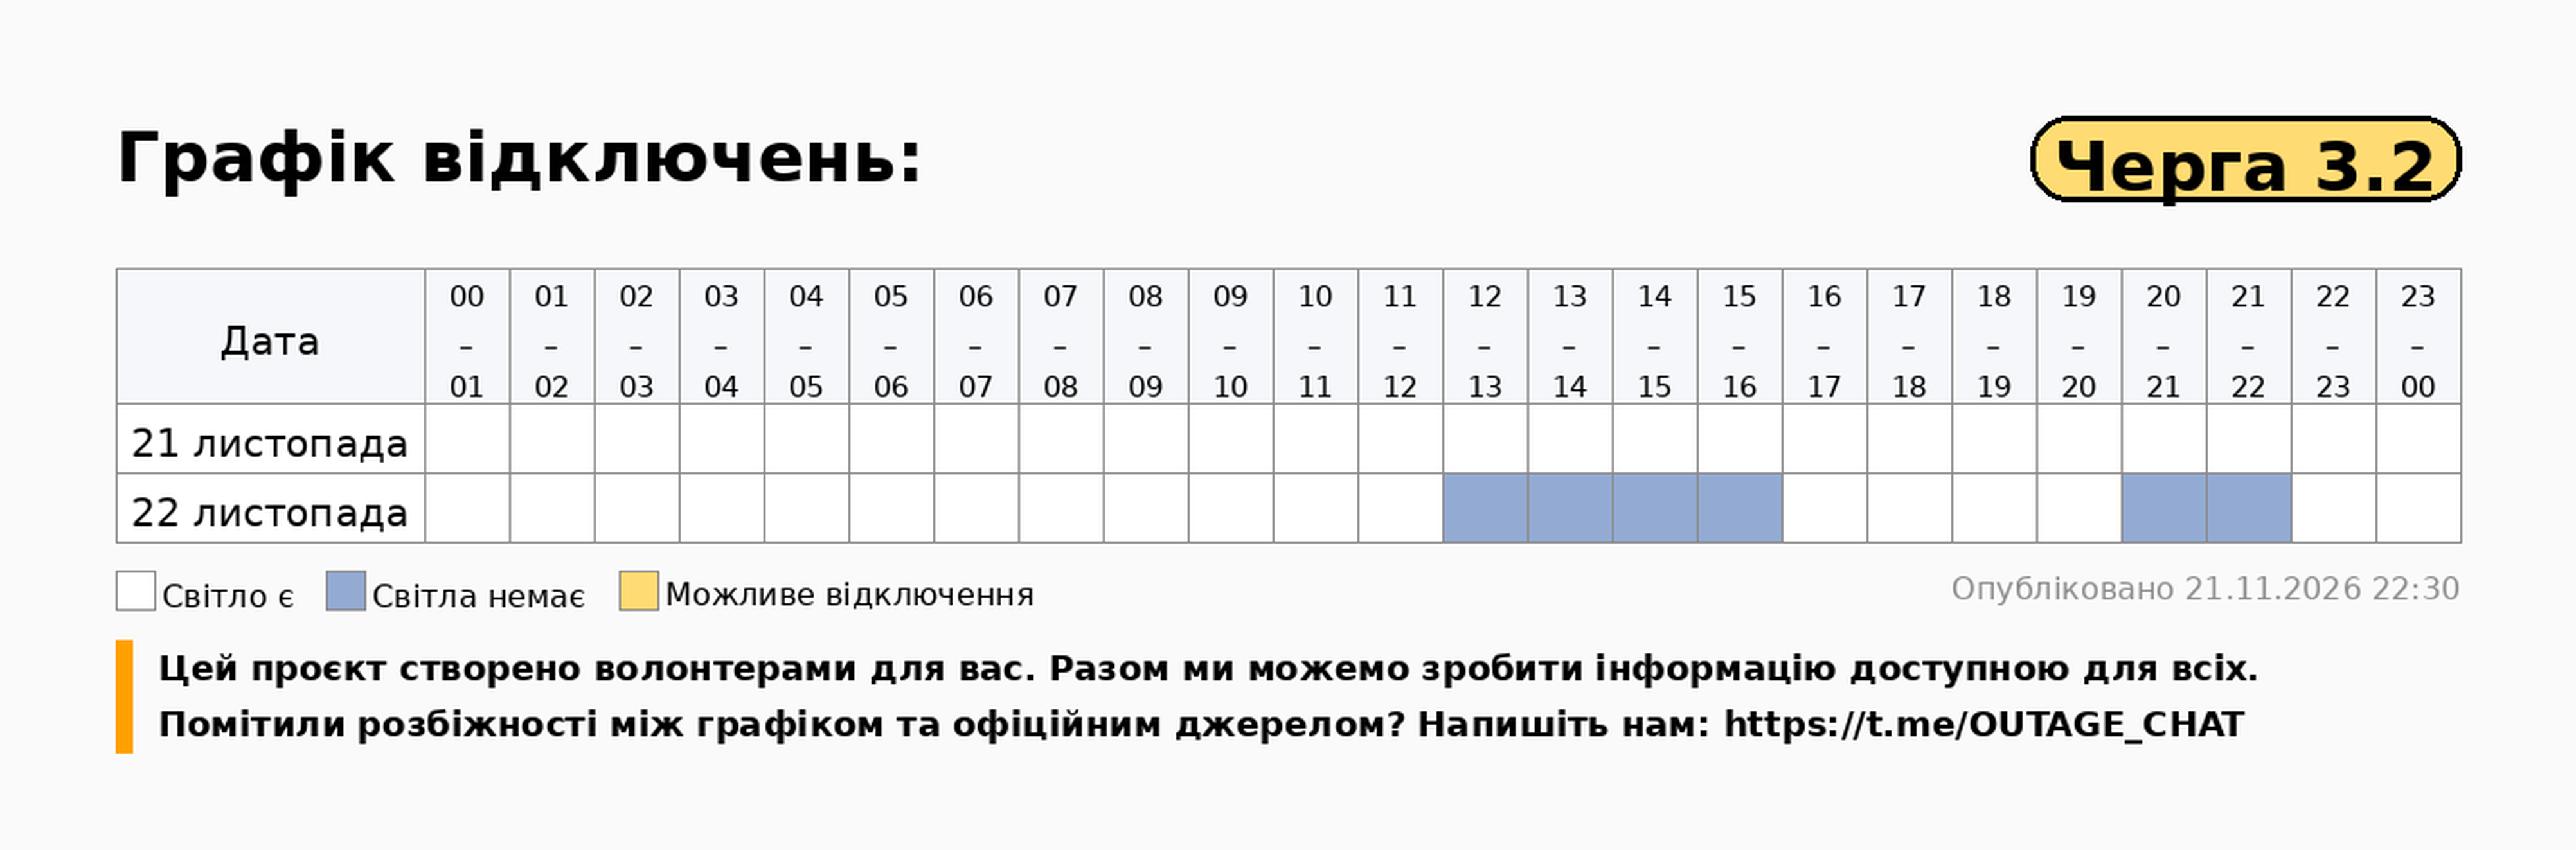 Графік відключень:
Черга 3.2
Дата 00 – 01 01 – 02 02 – 03 03 – 04 04 – 05 05 – 06 06 – 07 07 – 08 08 – 09 09 – 10 10 – 11 11 – 12 12 – 13 13 – 14 14 – 15 15 – 16 16 – 17 17 – 18 18 – 19 19 – 20 20 – 21 21 – 22 22 – 23 23 – 00
21 листопада
22 листопада
Світло є Світла немає Можливе відключення
Опубліковано 21.11.2026 22:30
Цей проєкт створено волонтерами для вас. Разом ми можемо зробити інформацію доступною для всіх.
Помітили розбіжності між графіком та офіційним джерелом? Напишіть нам: https://t.me/OUTAGE_CHAT